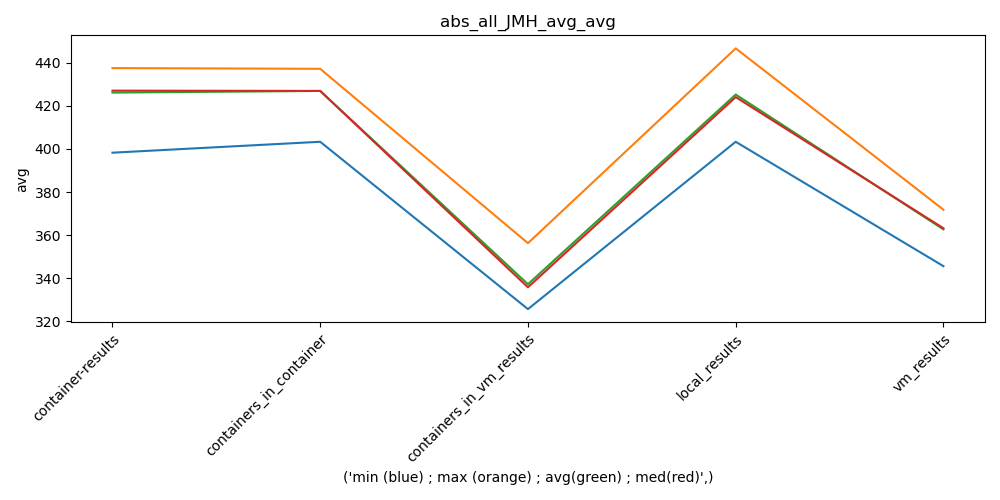 abs_all_JMH_avg_avg
avg
440
420
400
380
360
340
320
container-results
containers_in_container
containers_in_vm_results
local_results
vm_results
('min (blue) ; max (orange) ; avg(green) ; med(red)',)